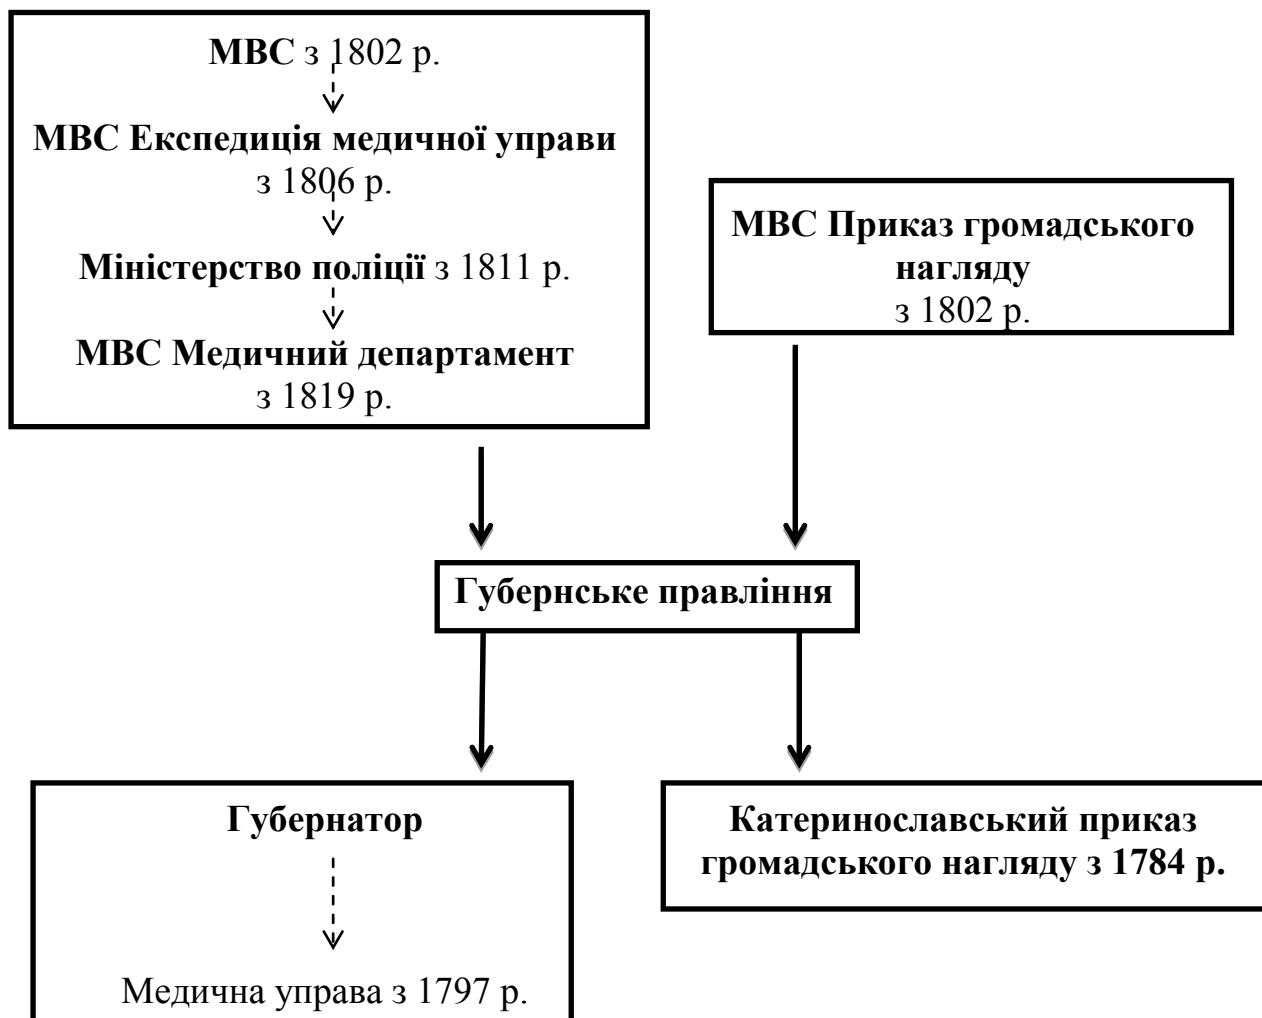 МВС з 1802 р.
МВС Експедиція медичної управи
з 1806 р.
Міністерство поліції з 1811 р.
МВС Медичний департамент
з 1819 р.
МВС Приказ громадського
нагляду
з 1802 р.
Губернське правління
Губернатор
Медична управа з 1797 р.
Катеринославський приказ
громадського нагляду з 1784 р.